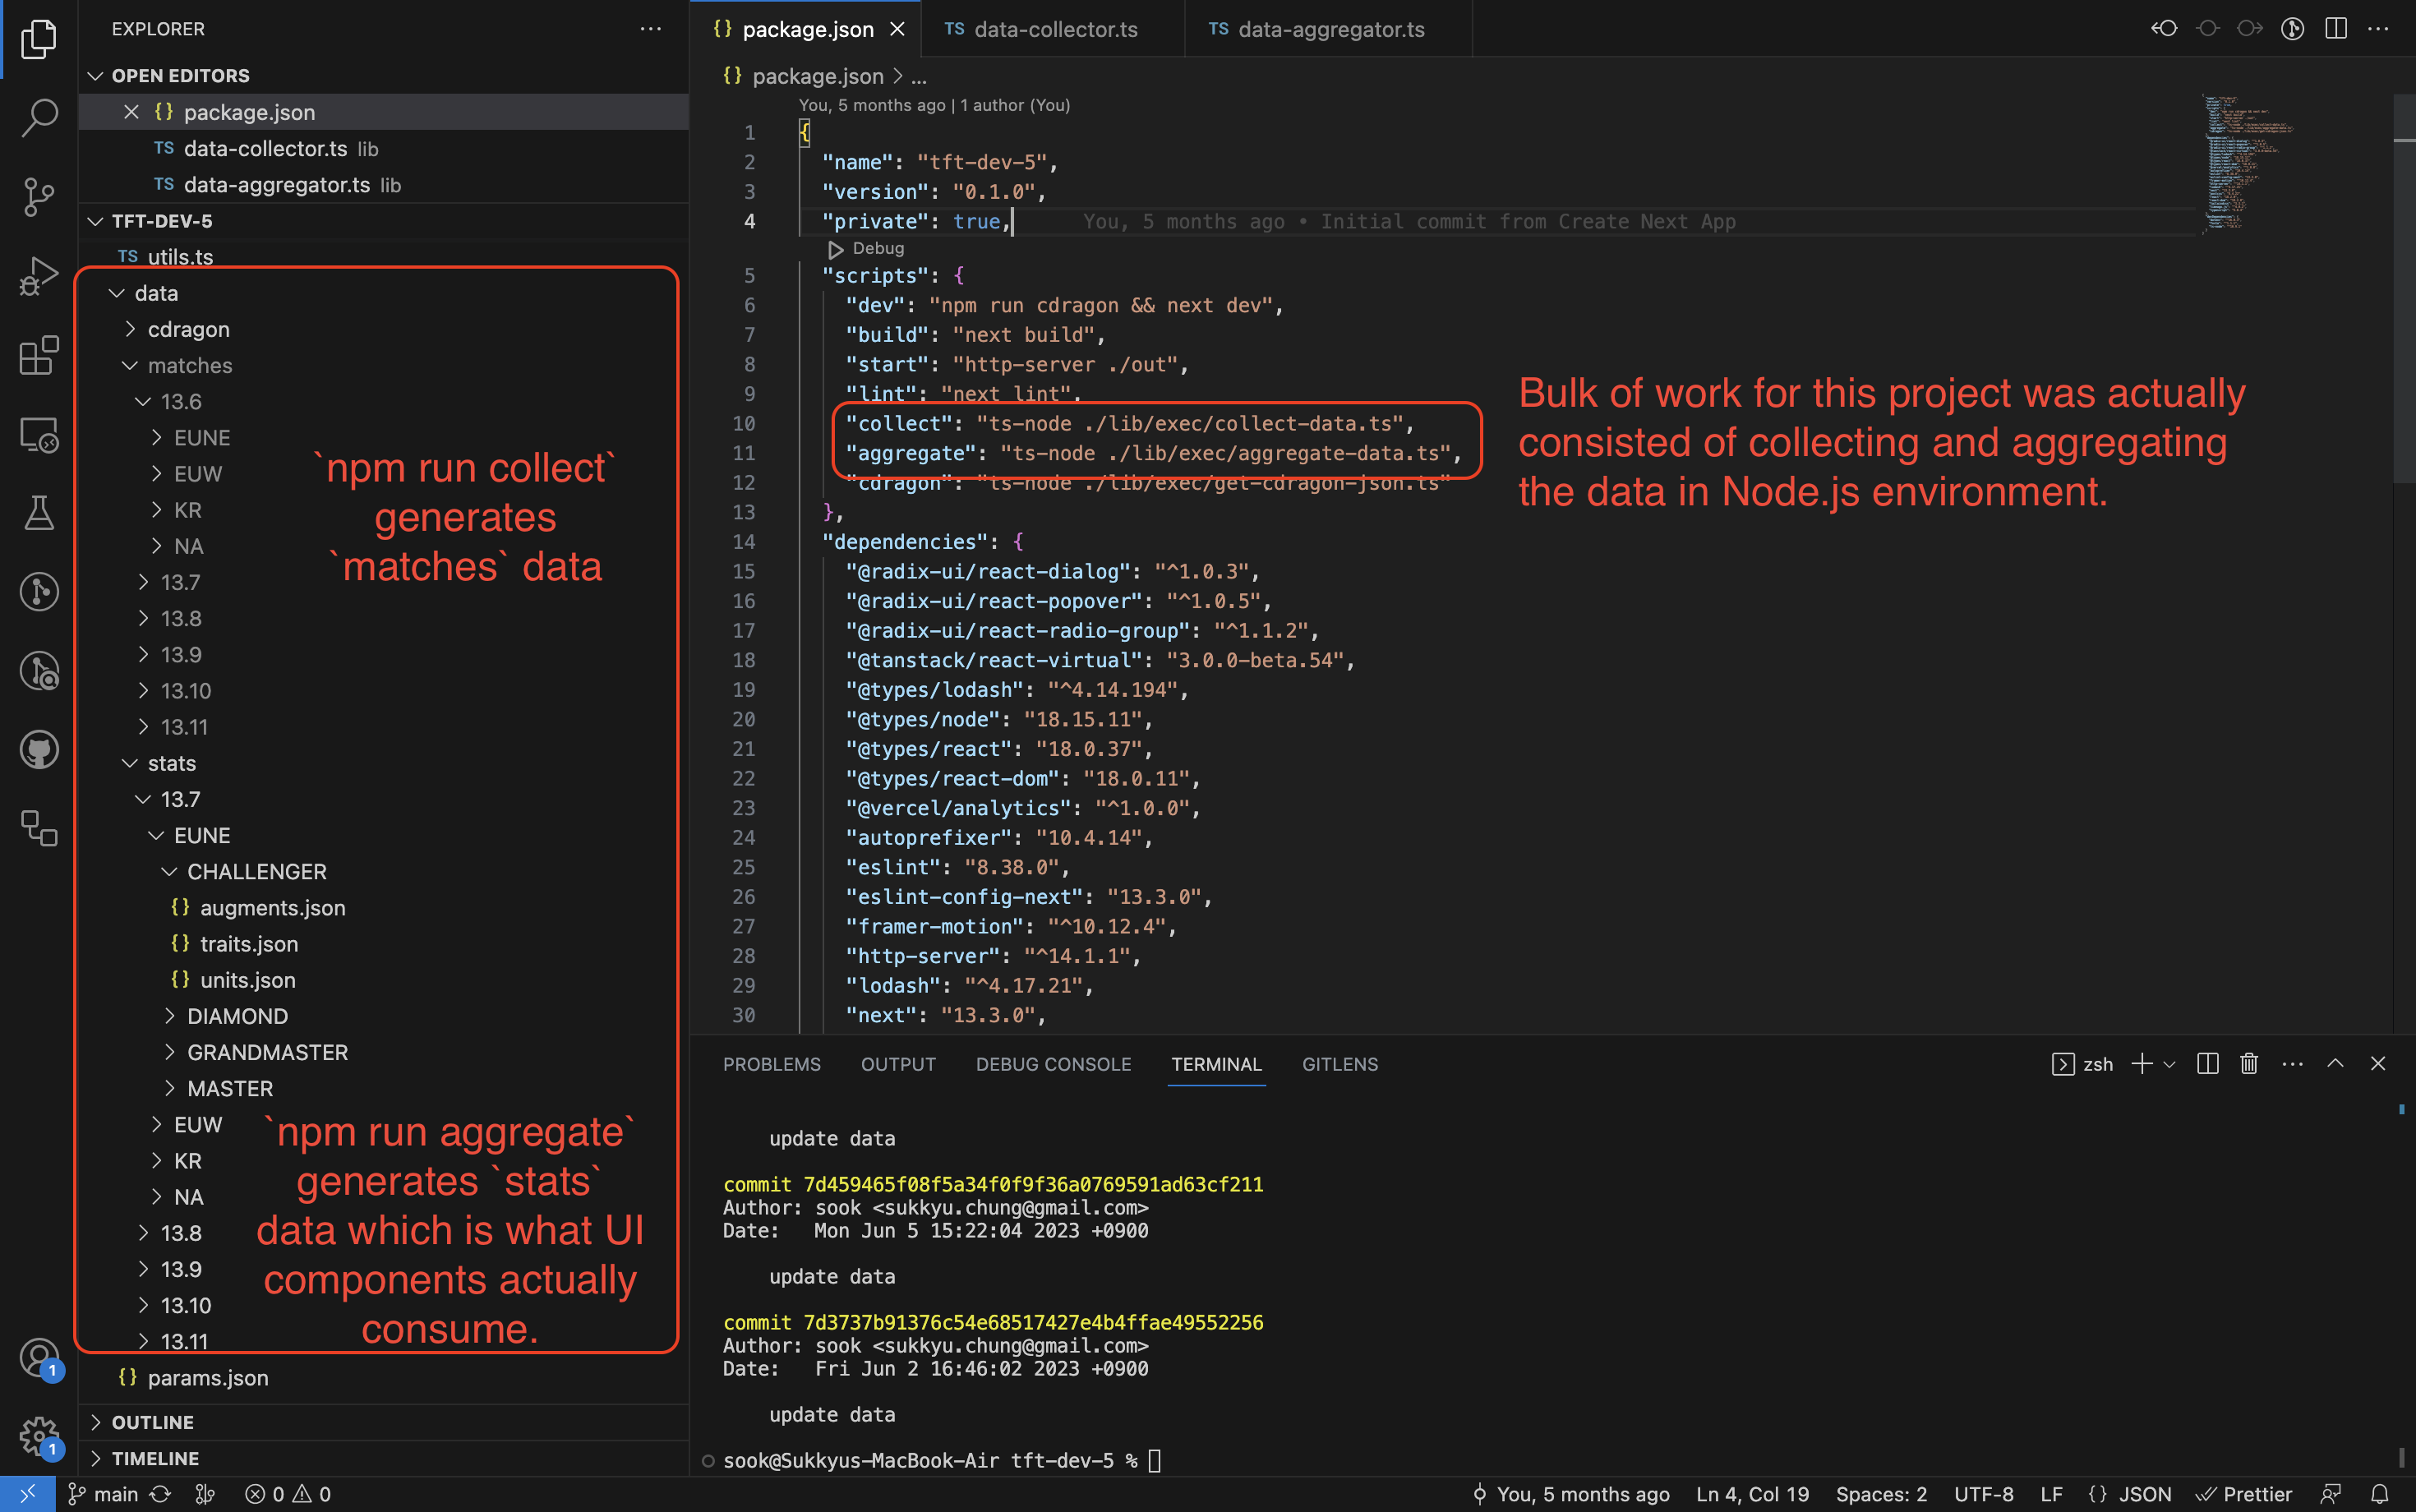 EXPLORER
OPEN EDITORS
package.json
data-collector.ts lib
data-aggregator.ts lib
TFT-DEV-5
TS utils.ts
data
cdragon
matches
13.6
EUNE
EUW
KR
NA
13.7
13.8
13.9
13.10
13.11
stats
13.7
EUNE
CHALLENGER
augments.json
traits.json
units.json
DIAMOND
GRANDMASTER
MASTER
EUW
KR
NA
13.8
13.9
13.10
13.11
params.json
OUTLINE
TIMELINE
`npm run collect`
generates
`matches` data
`npm run aggregate`
generates `stats`
data which is what UI
components actually
consume.
{} package.json
TS data-collector.ts
TS data-aggregator.ts
{} package.json > ...
You, 5 months ago | 1 author (You)
1 {
2 "name": "tft-dev-5",
3 "version": "0.1.0",
4 "private": true, You, 5 months ago • Initial commit from Create Next App
Debug
5 "scripts": {
6 "dev": "npm run cdragon && next dev",
7 "build": "next build",
8 "start": "http-server ./out",
9 "lint": "next lint",
10 "collect": "ts-node ./lib/exec/collect-data.ts",
11 "aggregate": "ts-node ./lib/exec/aggregate-data.ts",
12 "cdragon": "ts-node ./lib/exec/get-cdragon-json.ts"
13 },
14 "dependencies": {
15 "@radix-ui/react-dialog": "^1.0.3",
16 "@radix-ui/react-popover": "^1.0.5",
17 "@radix-ui/react-radio-group": "^1.1.2",
18 "@tanstack/react-virtual": "3.0.0-beta.54",
19 "@types/lodash": "^4.14.194",
20 "@types/node": "18.15.11",
21 "@types/react": "18.0.37",
22 "@types/react-dom": "18.0.11",
23 "@vercel/analytics": "^1.0.0",
24 "autoprefixer": "10.4.14",
25 "eslint": "8.38.0",
26 "eslint-config-next": "13.3.0",
27 "framer-motion": "^10.12.4",
28 "http-server": "^14.1.1",
29 "lodash": "^4.17.21",
30 "next": "13.3.0",
Bulk of work for this project was actually
consisted of collecting and aggregating
the data in Node.js environment.
PROBLEMS OUTPUT DEBUG CONSOLE TERMINAL GITLENS
zsh
update data
commit 7d459465f08f5a34f0f9f36a0769591ad63cf211
Author: sook <sukkyu.chung@gmail.com>
Date: Mon Jun 5 15:22:04 2023 +0900
update data
commit 7d3737b91376c54e68517427e4b4ffae49552256
Author: sook <sukkyu.chung@gmail.com>
Date: Fri Jun 2 16:46:02 2023 +0900
update data
sook@Sukkyus-MacBook-Air tft-dev-5 %
1
1
main 0 0
You, 5 months ago Ln 4, Col 19 Spaces: 2 UTF-8 LF {} JSON Prettier